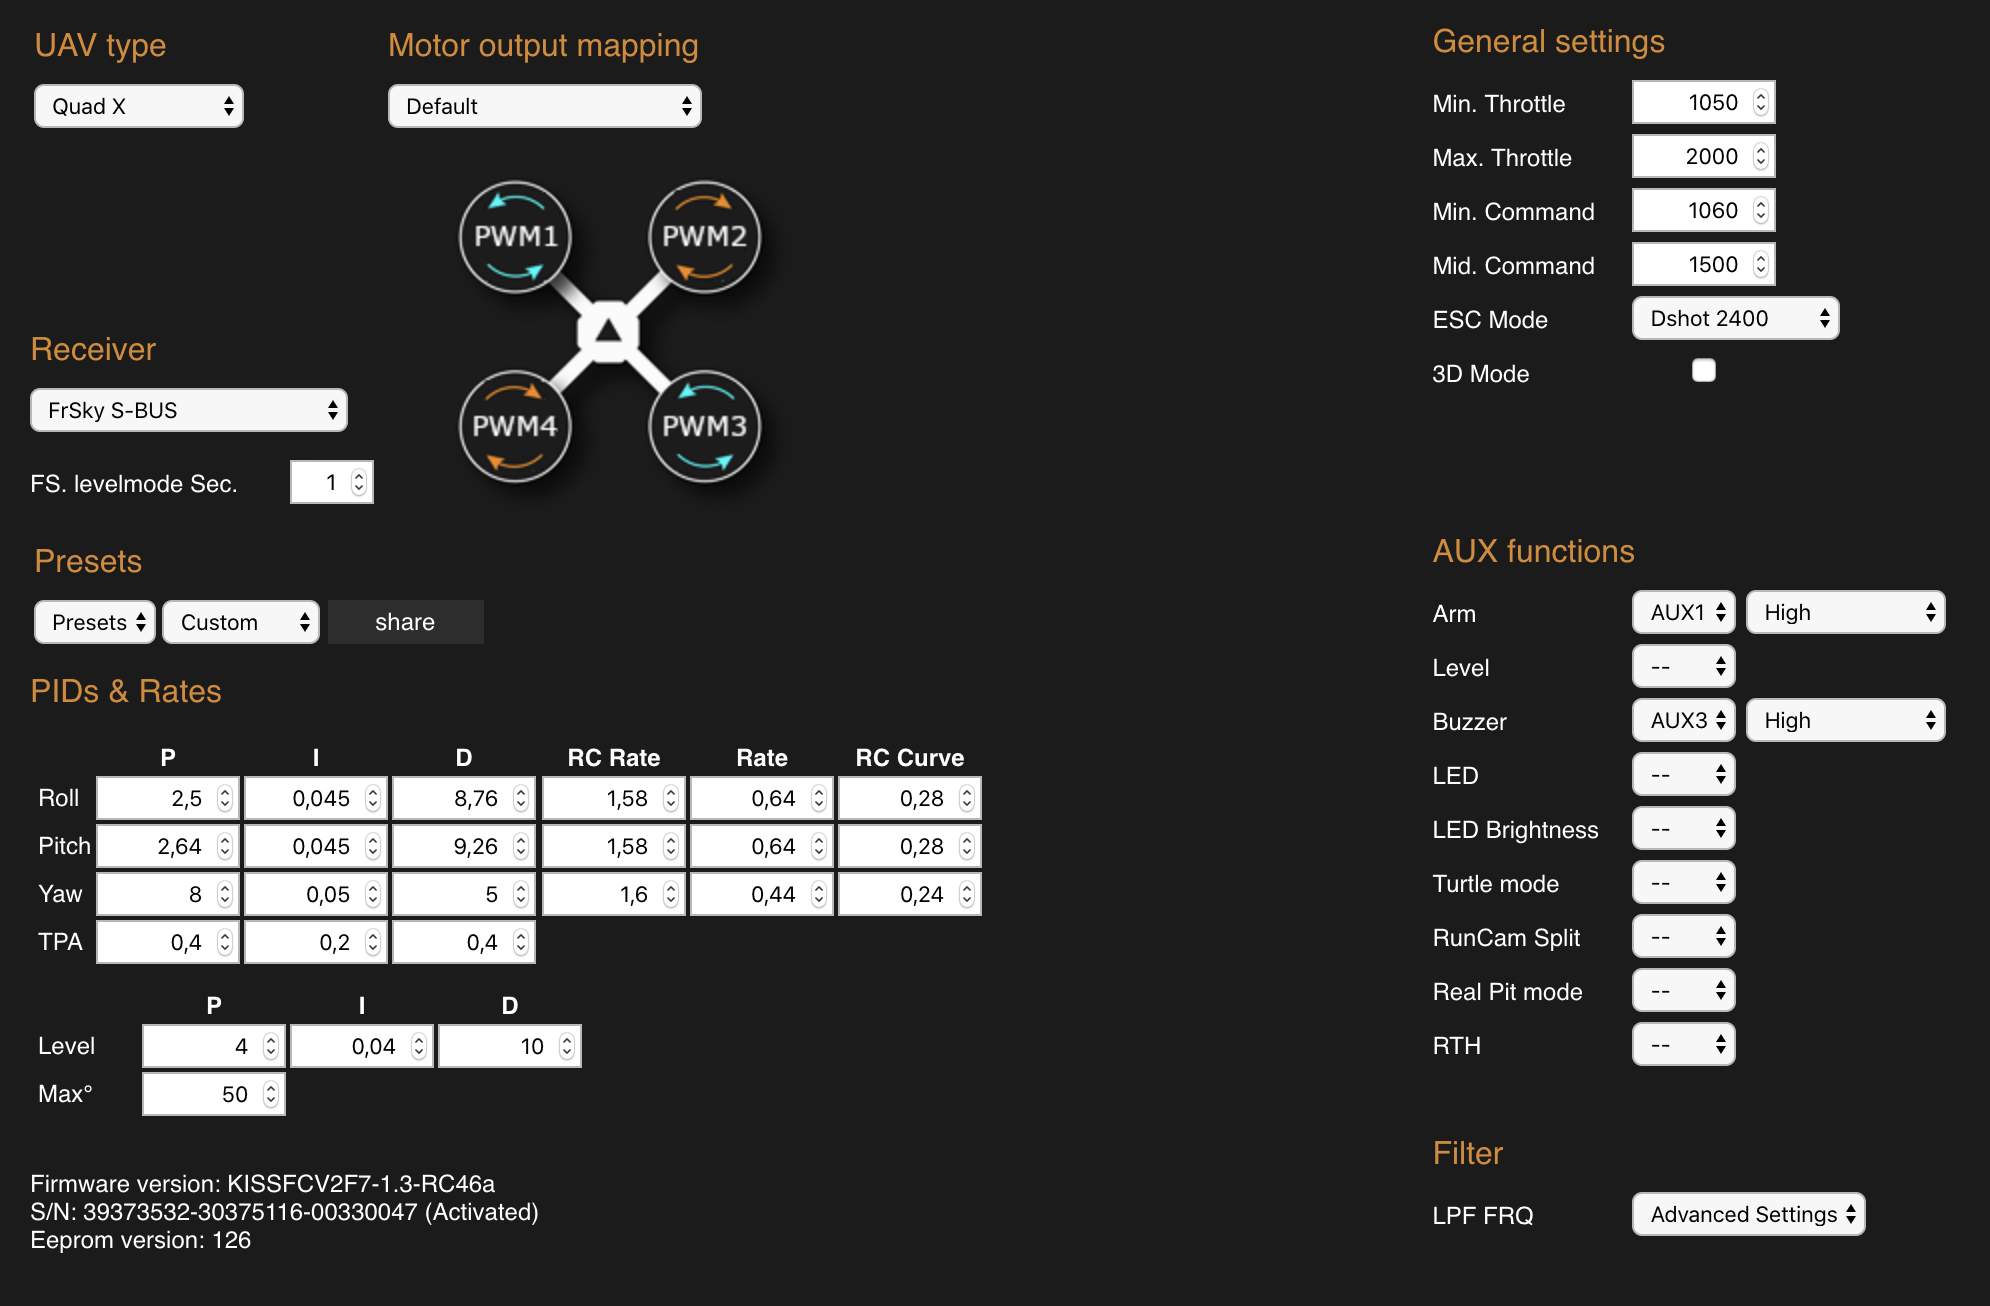 UAV type
Quad X
Motor output mapping
Default
PWM1
PWM2
PWM4
PWM3
Receiver
FrSky S-BUS
FS. levelmode Sec. 1
Presets
Presets Custom share
PIDs & Rates
P I D RC Rate Rate RC Curve
Roll 2,5 0,045 8,76 1,58 0,64 0,28
Pitch 2,64 0,045 9,26 1,58 0,64 0,28
Yaw 8 0,05 5 1,6 0,44 0,24
TPA 0,4 0,2 0,4
P I D
Level 4 0,04 10
Max° 50
Firmware version: KISSFCV2F7-1.3-RC46a
S/N: 39373532-30375116-00330047 (Activated)
Eeprom version: 126
General settings
Min. Throttle 1050
Max. Throttle 2000
Min. Command 1060
Mid. Command 1500
ESC Mode Dshot 2400
3D Mode
AUX functions
Arm AUX1 High
Level --
Buzzer AUX3 High
LED --
LED Brightness --
Turtle mode --
RunCam Split --
Real Pit mode --
RTH --
Filter
LPF FRQ Advanced Settings